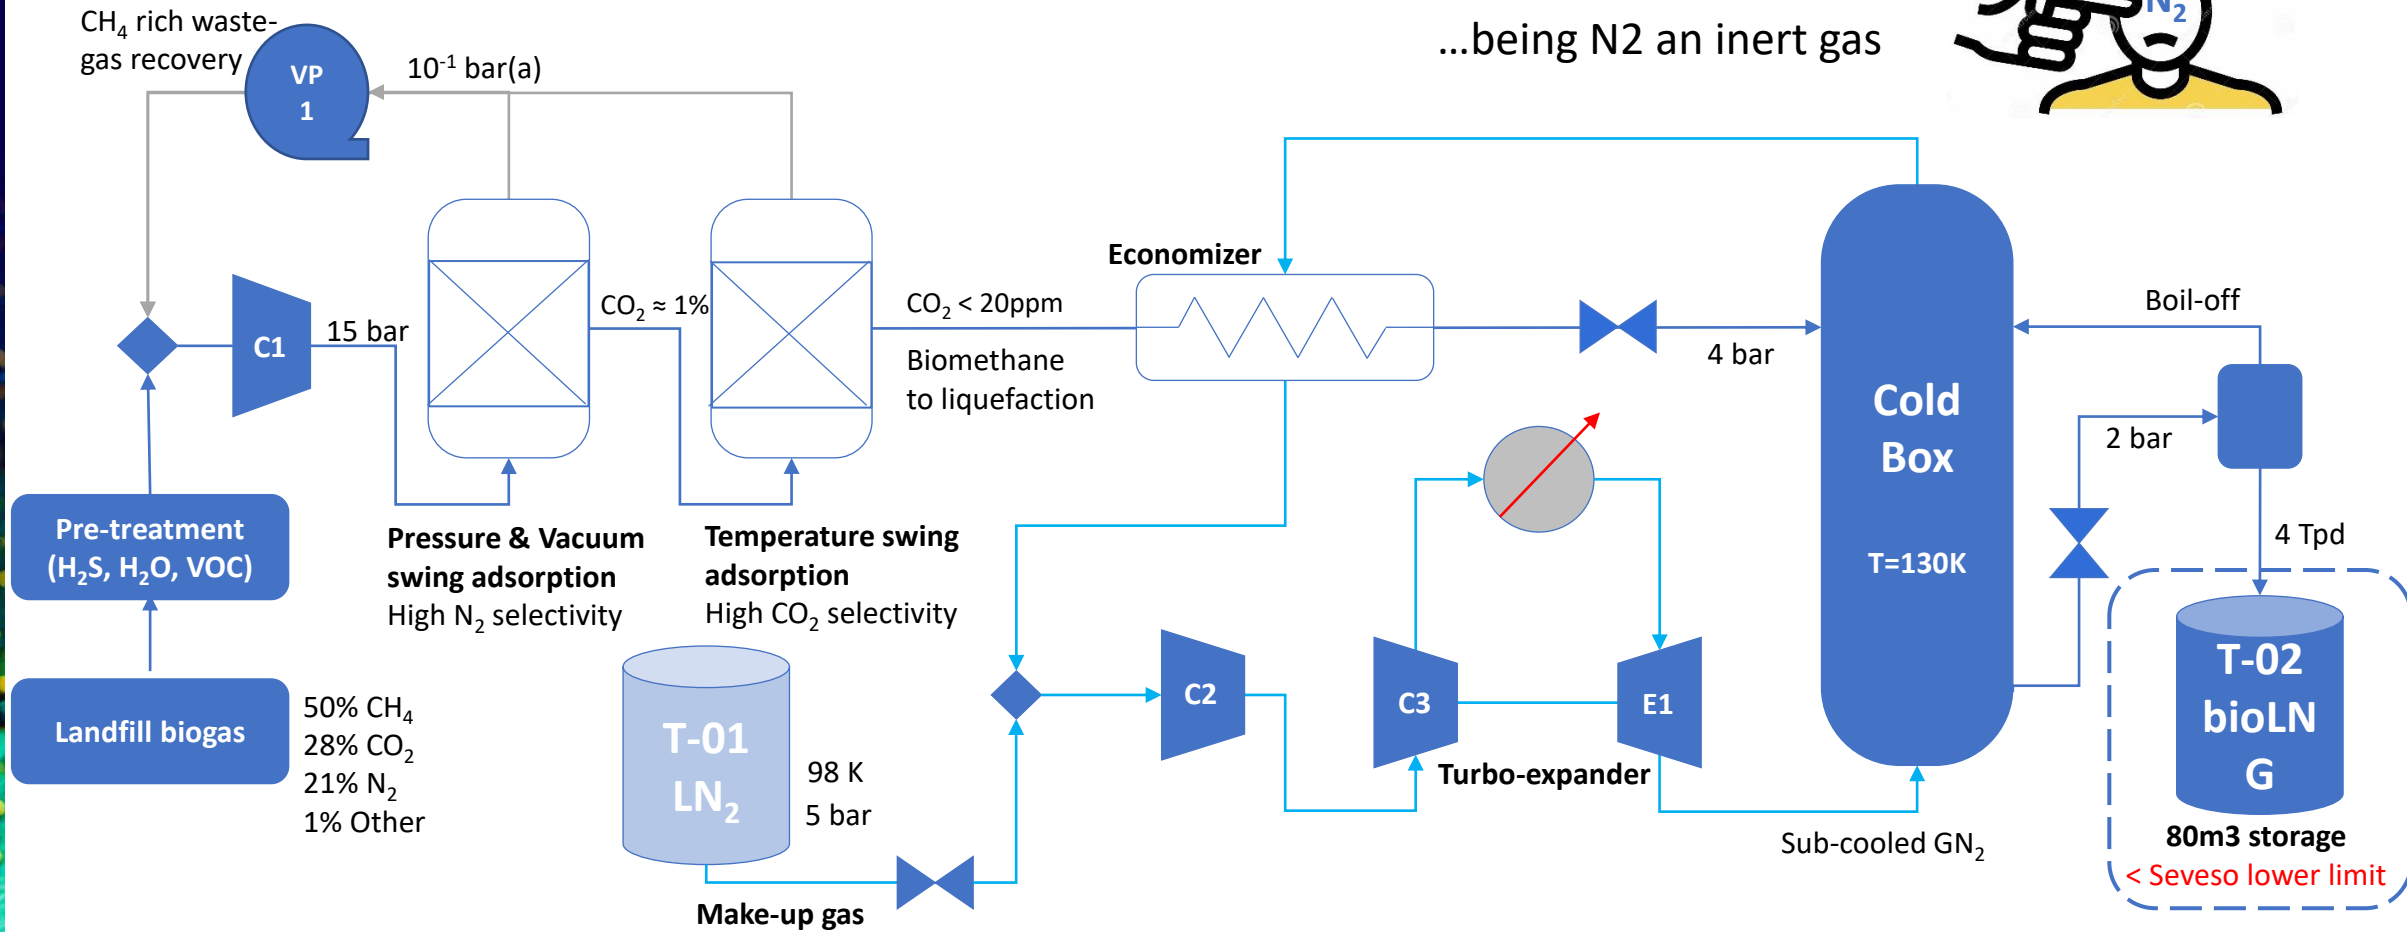 CH₄ rich waste-
gas recovery
VP
1
10⁻¹ bar(a)
...being N2 an inert gas
N₂
C1
15 bar
CO₂ ≈ 1%
CO₂ < 20ppm
Biomethane
to liquefaction
Economizer
4 bar
Cold
Box
T=130K
Boil-off
2 bar
4 Tpd
Pre-treatment
(H₂S, H₂O, VOC)
Pressure & Vacuum
swing adsorption
High N₂ selectivity
Temperature swing
adsorption
High CO₂ selectivity
Landfill biogas
50% CH₄
28% CO₂
21% N₂
1% Other
T-01
LN₂
98 K
5 bar
Make-up gas
C2
C3
E1
Turbo-expander
Sub-cooled GN₂
T-02
bioLN
G
80m3 storage
< Seveso lower limit